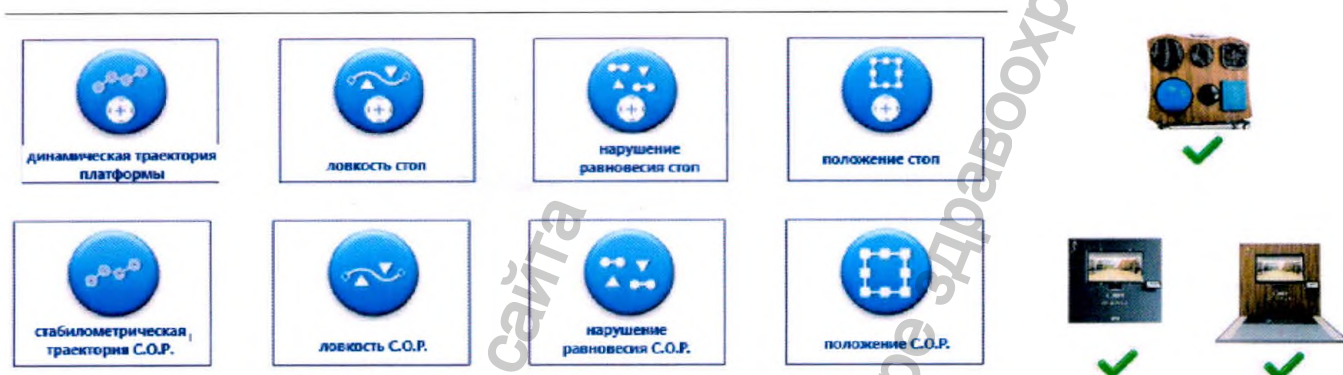 динамическая траектория
платформы
ловкость стоп
нарушение
равновесия стоп
положение стоп
стабилометрическая
траектория С.О.Р.
ловкость С.О.Р.
нарушение
равновесия С.О.Р.
положение С.О.Р.
сайта